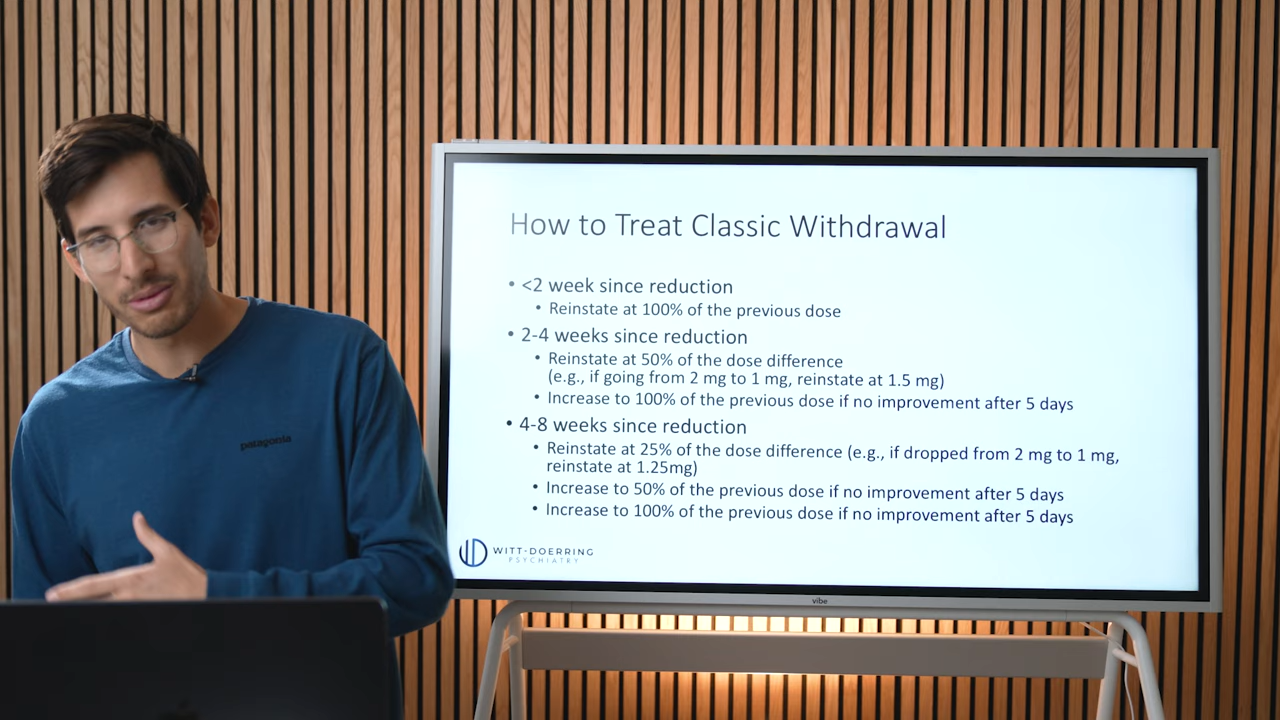 How to Treat Classic Withdrawal
• <2 week since reduction
• Reinstate at 100% of the previous dose
• 2-4 weeks since reduction
• Reinstate at 50% of the dose difference
(e.g., if going from 2 mg to 1 mg, reinstate at 1.5 mg)
• Increase to 100% of the previous dose if no improvement after 5 days
• 4-8 weeks since reduction
• Reinstate at 25% of the dose difference (e.g., if dropped from 2 mg to 1 mg,
reinstate at 1.25mg)
• Increase to 50% of the previous dose if no improvement after 5 days
• Increase to 100% of the previous dose if no improvement after 5 days
WITT-DOERRING
PSYCHIATRY
vibe
patagonia